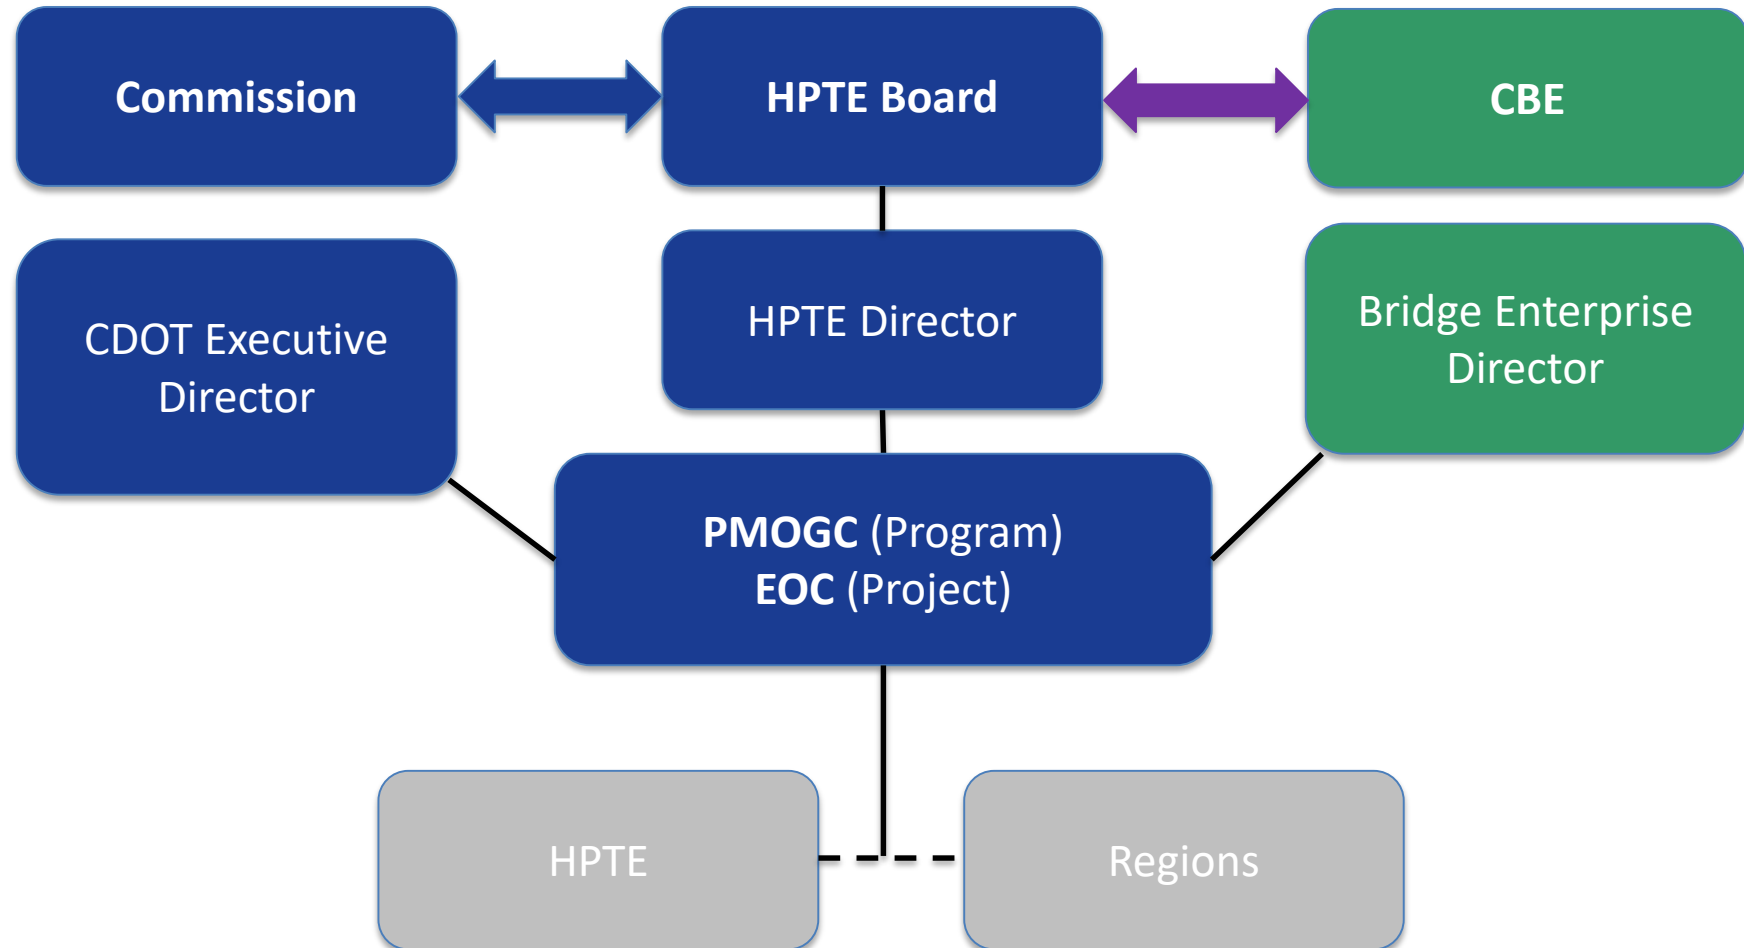 Commission
HPTE Board
CBE
CDOT Executive
Director
HPTE Director
Bridge Enterprise
Director
PMOGC (Program)
EOC (Project)
HPTE
Regions